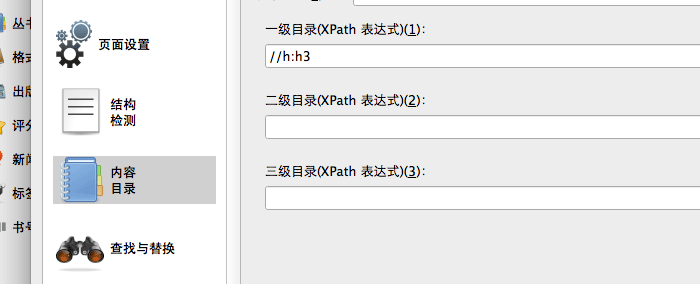 丛书
格式
出版
评分
新闻
标签
书号
页面设置
结构
检测
内容
目录
查找与替换
一级目录(XPath 表达式)(1):
//h:h3
二级目录(XPath 表达式)(2):
三级目录(XPath 表达式)(3):